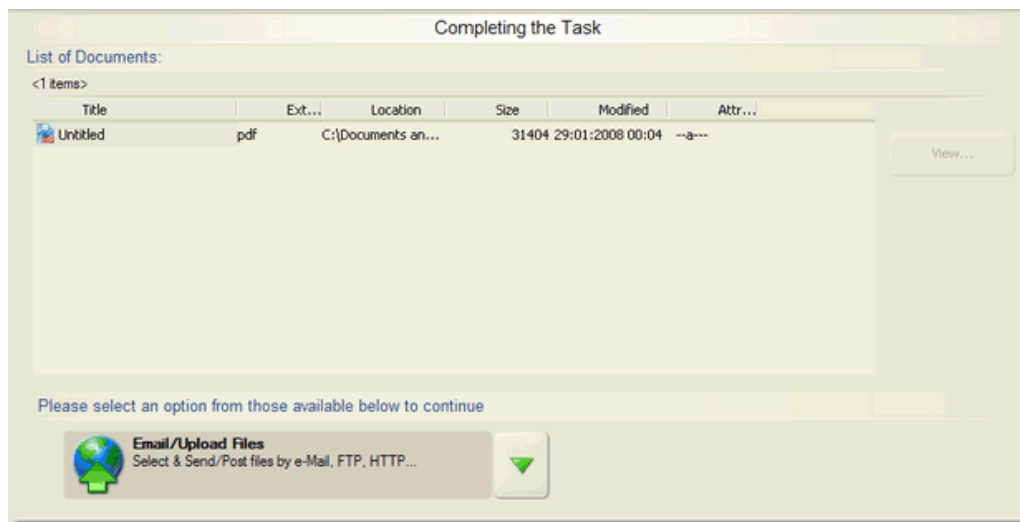 Completing the Task
List of Documents:
<1 items>
Title Ext... Location Size Modified Attr...
Untitled pdf C:\Documents an... 31404 29:01:2008 00:04 --a---
View...
Please select an option from those available below to continue
Email/Upload Files
Select & Send/Post files by e-Mail, FTP, HTTP...